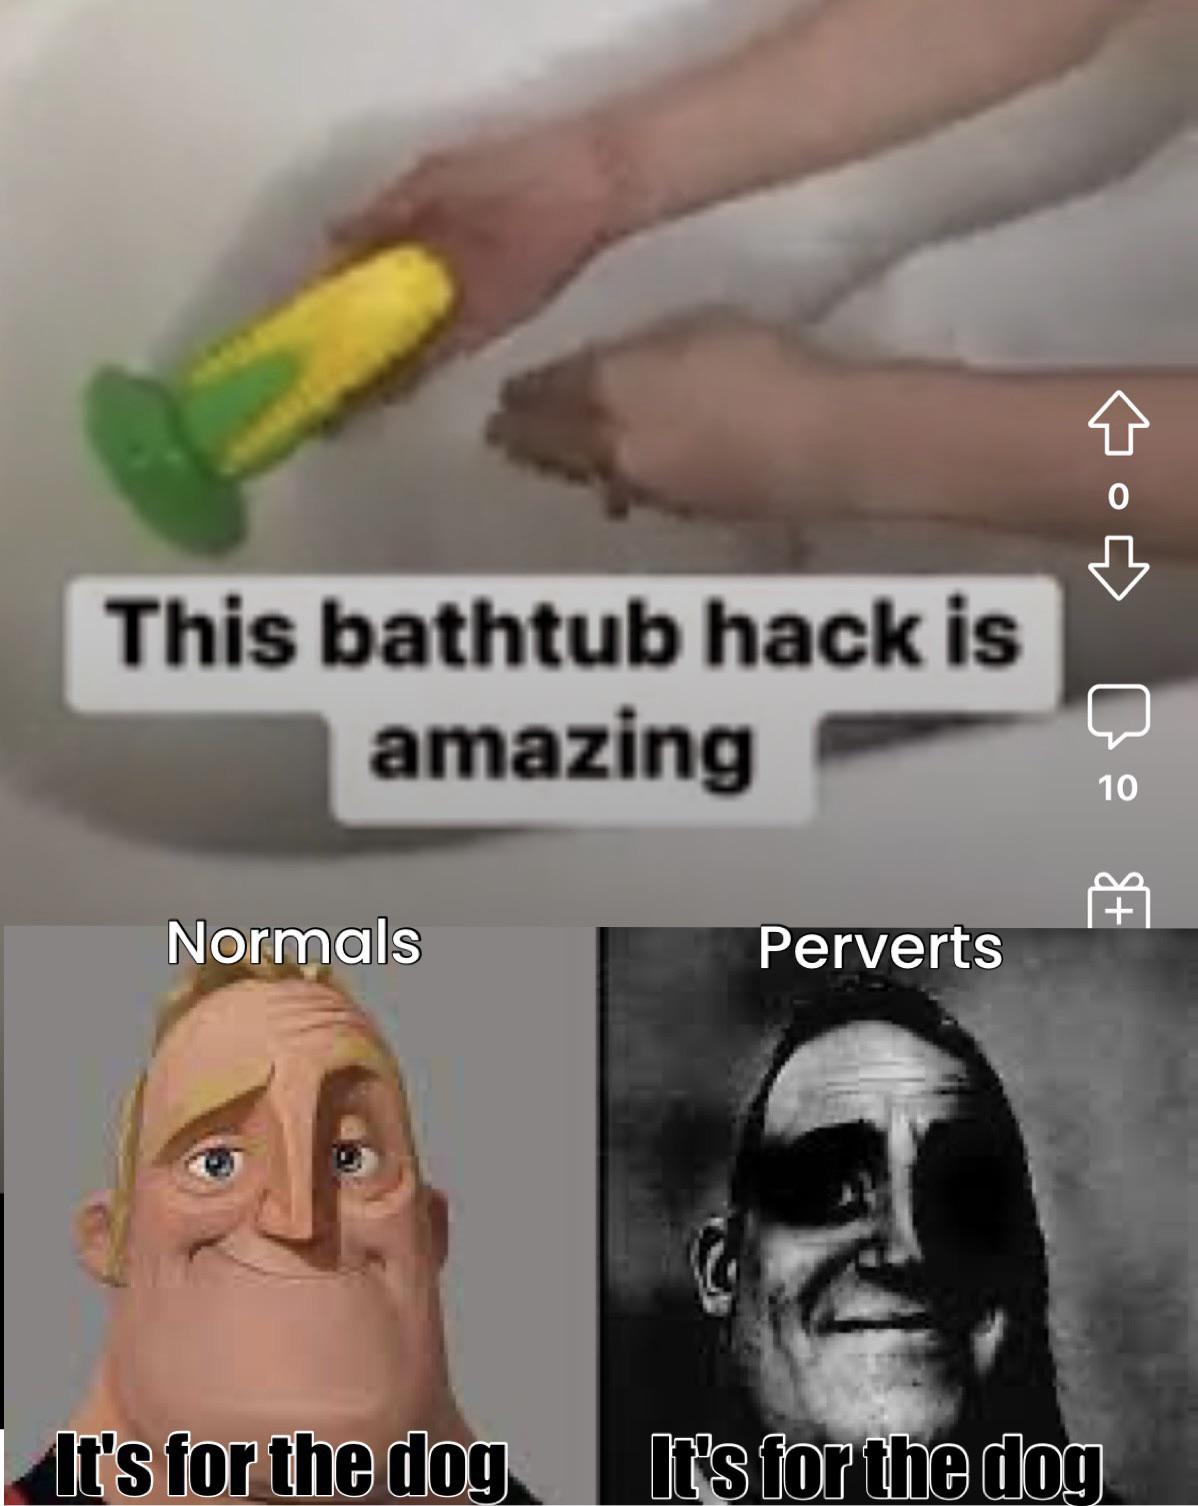 0
This bathtub hack is
amazing
10
Normals
Perverts
It's for the dog
It's for the dog